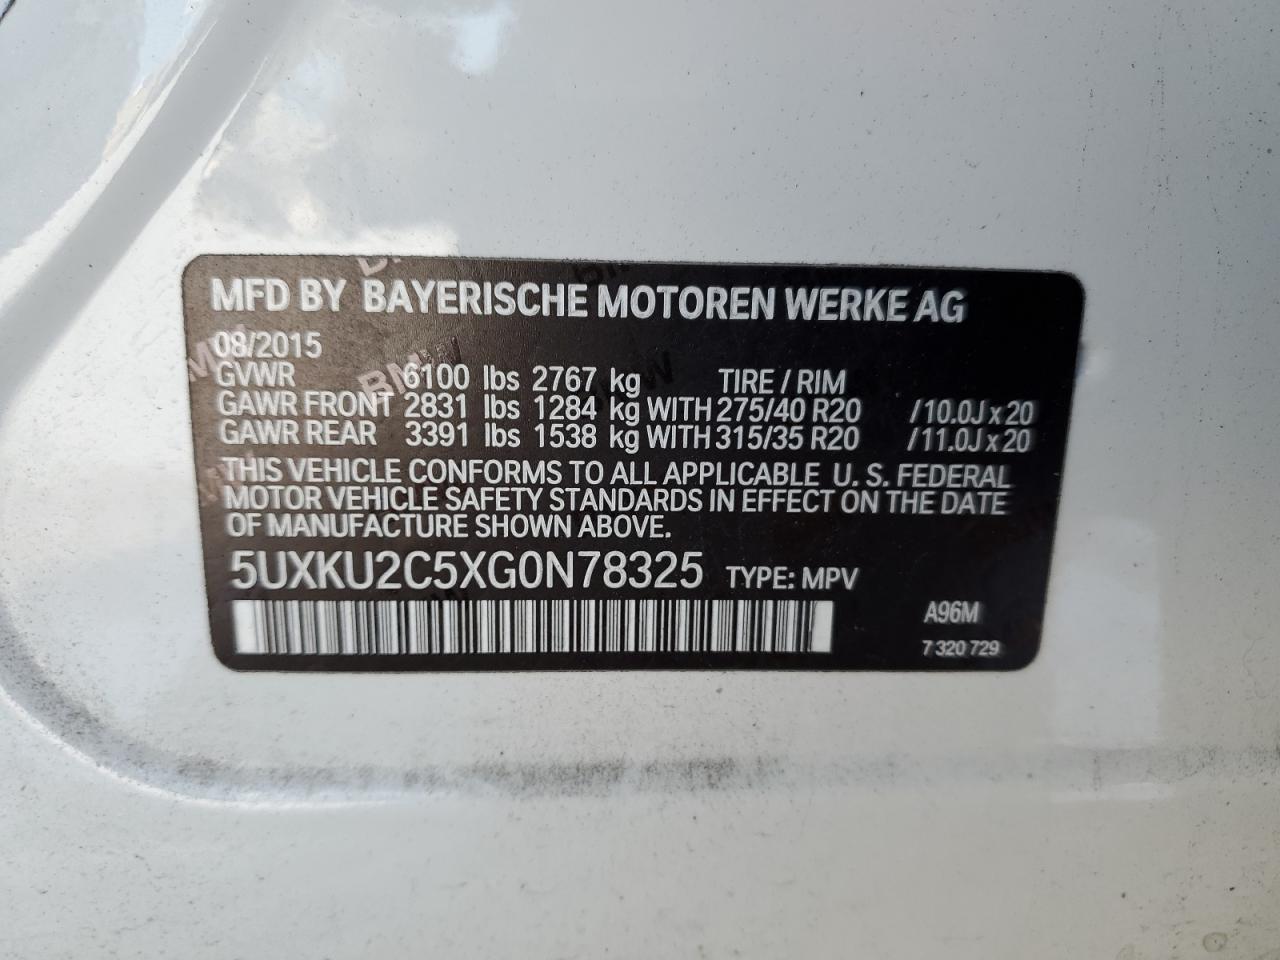 MFD BY BAYERISCHE MOTOREN WERKE AG
08/2015
GVWR 6100 lbs 2767 kg TIRE / RIM
GAWR FRONT 2831 lbs 1284 kg WITH 275/40 R20 /10.0J x 20
GAWR REAR 3391 lbs 1538 kg WITH 315/35 R20 /11.0J x 20
THIS VEHICLE CONFORMS TO ALL APPLICABLE U. S. FEDERAL
MOTOR VEHICLE SAFETY STANDARDS IN EFFECT ON THE DATE
OF MANUFACTURE SHOWN ABOVE.
5UXKU2C5XG0N78325 TYPE: MPV
A96M
7 320 729